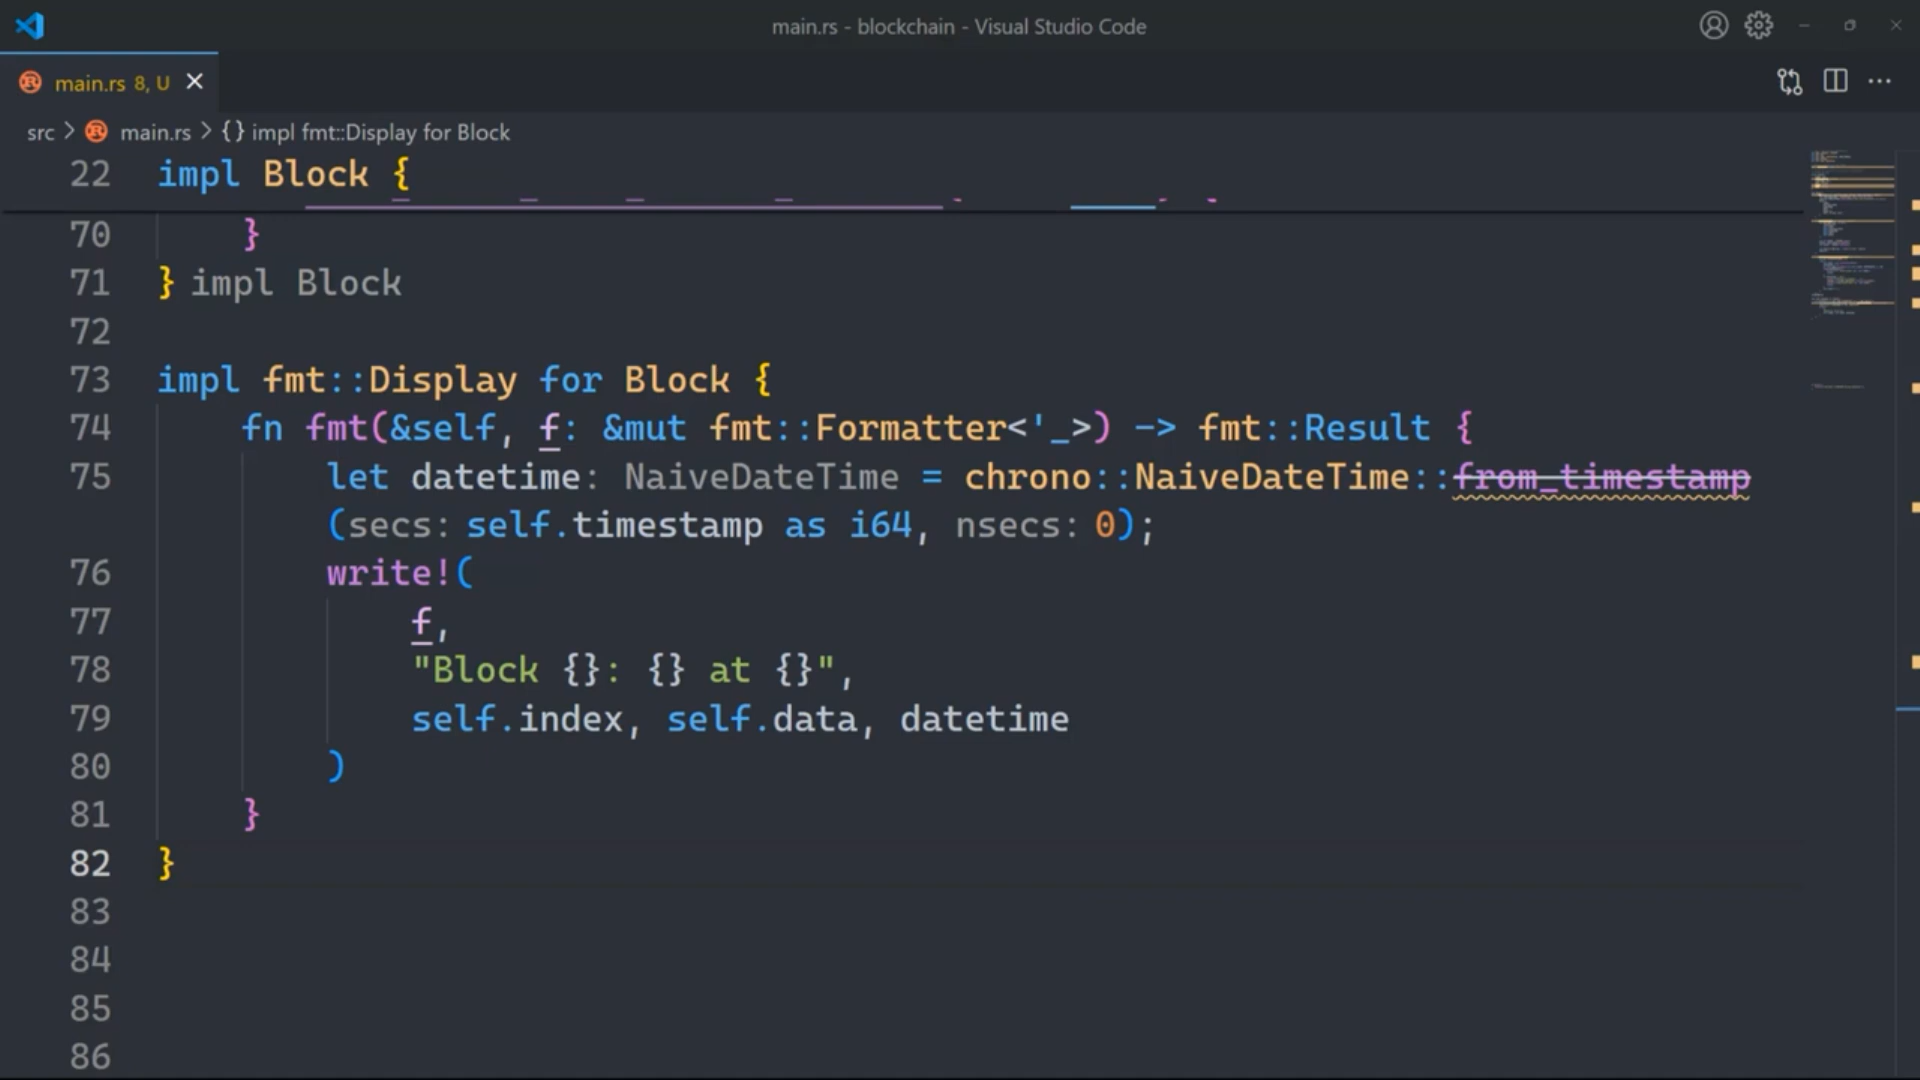 main.rs - blockchain - Visual Studio Code
main.rs 8, U
src > main.rs > {} impl fmt::Display for Block
22 impl Block {
70 }
71 } impl Block
72
73 impl fmt::Display for Block {
74 fn fmt(&self, f: &mut fmt::Formatter<'_>) -> fmt::Result {
75 let datetime: NaiveDateTime = chrono::NaiveDateTime::from_timestamp
(secs: self.timestamp as i64, nsecs: 0);
76 write!(
77 f,
78 "Block {}: {} at {}",
79 self.index, self.data, datetime
80 )
81 }
82 }
83
84
85
86